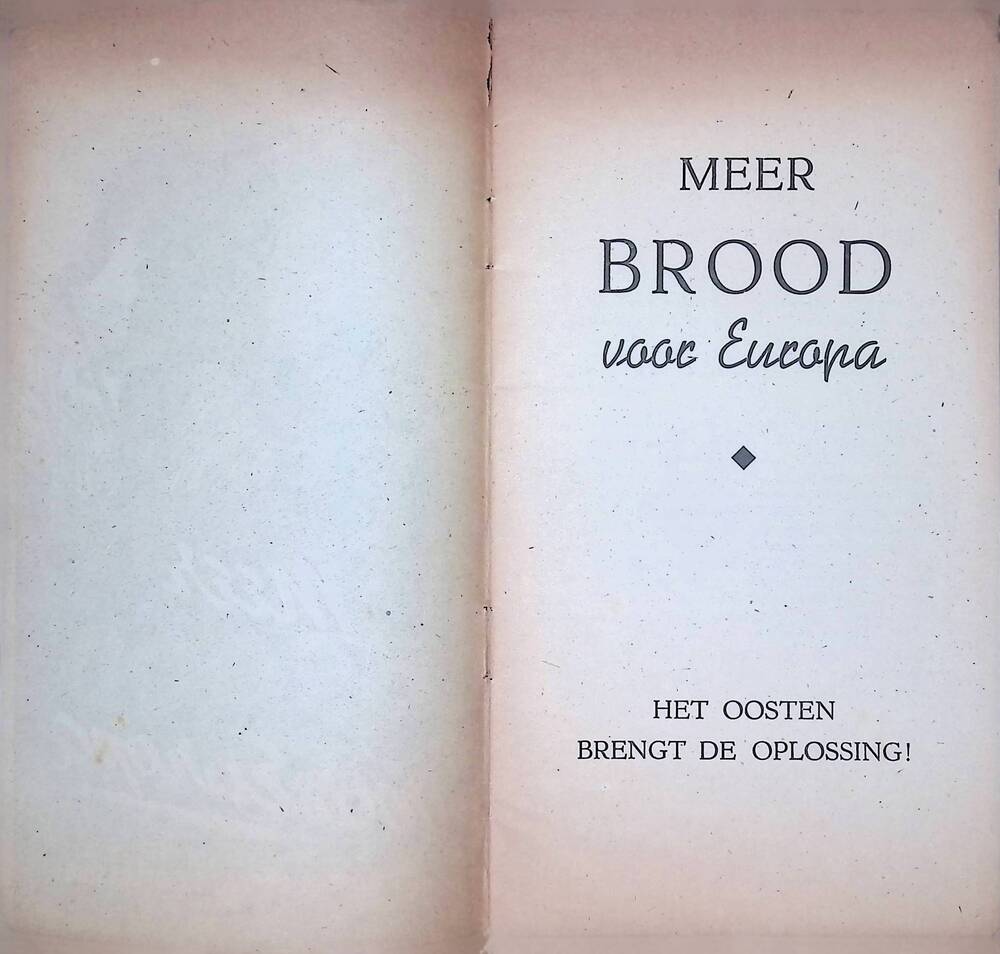 MEER
BROOD
voor Europa
HET OOSTEN
BRENGT DE OPLOSSING!